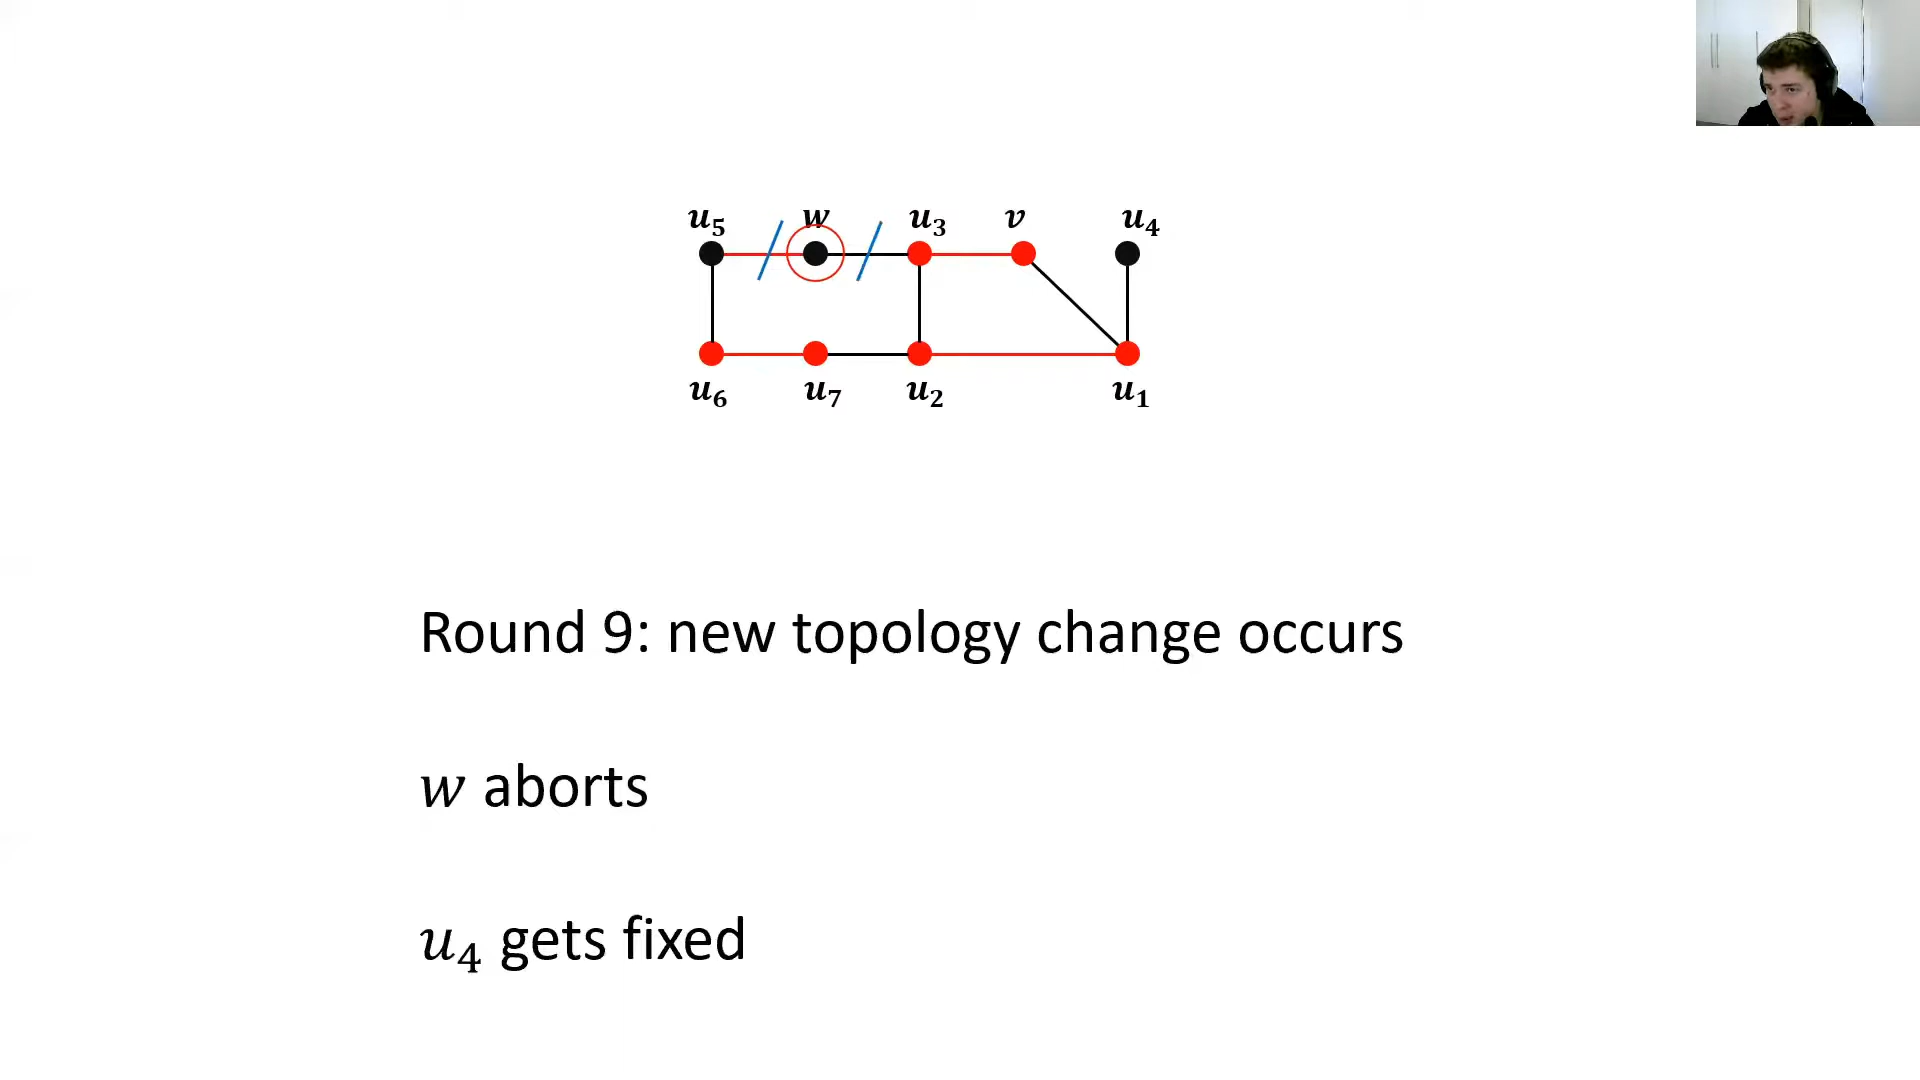 u₅ w u₃ v u₄
u₆ u₇ u₂ u₁
Round 9: new topology change occurs
w aborts
u₄ gets fixed